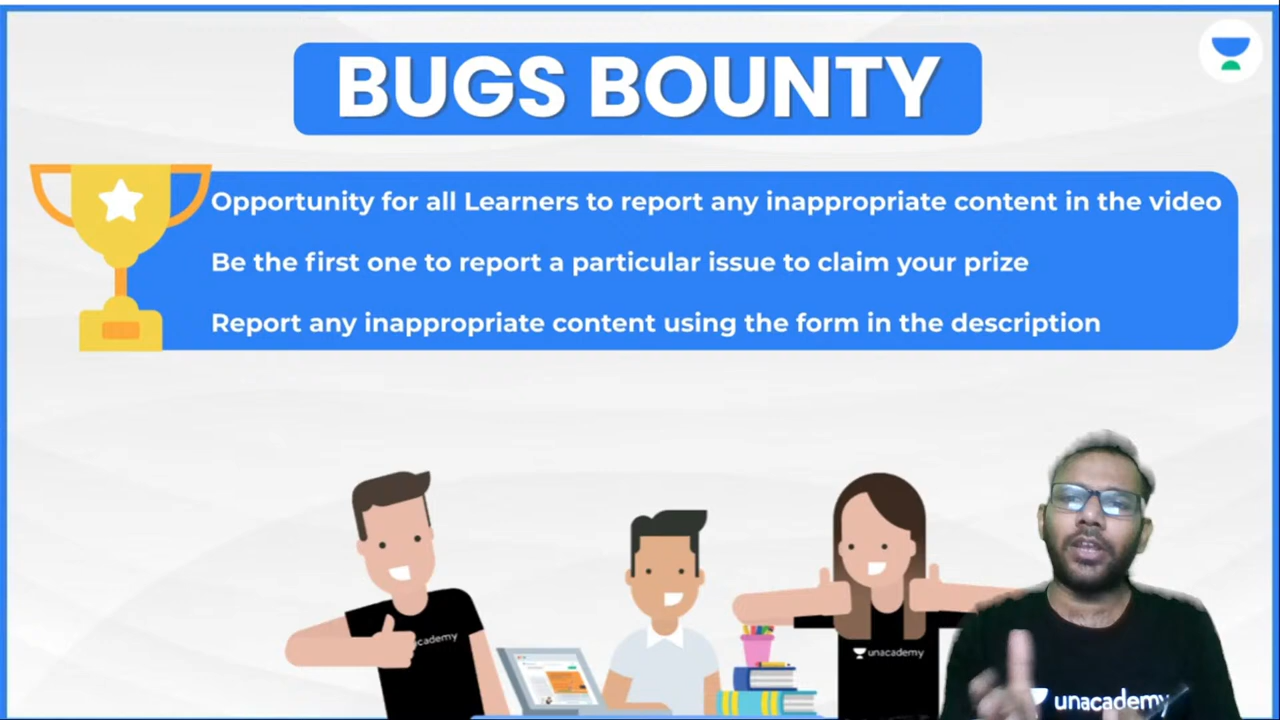 BUGS BOUNTY
Opportunity for all Learners to report any inappropriate content in the video
Be the first one to report a particular issue to claim your prize
Report any inappropriate content using the form in the description
cademy
unacademy
unacademy